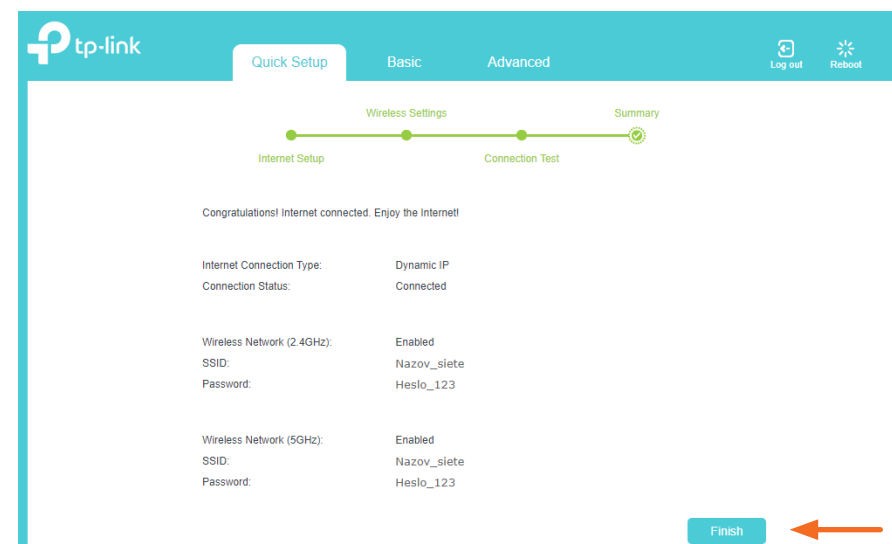 tp-link
Quick Setup Basic Advanced
Log out Reboot
Wireless Settings Summary
Internet Setup Connection Test
Congratulations! Internet connected. Enjoy the Internet!
Internet Connection Type: Dynamic IP
Connection Status: Connected
Wireless Network (2.4GHz): Enabled
SSID: Nazov_siete
Password: Heslo_123
Wireless Network (5GHz): Enabled
SSID: Nazov_siete
Password: Heslo_123
Finish